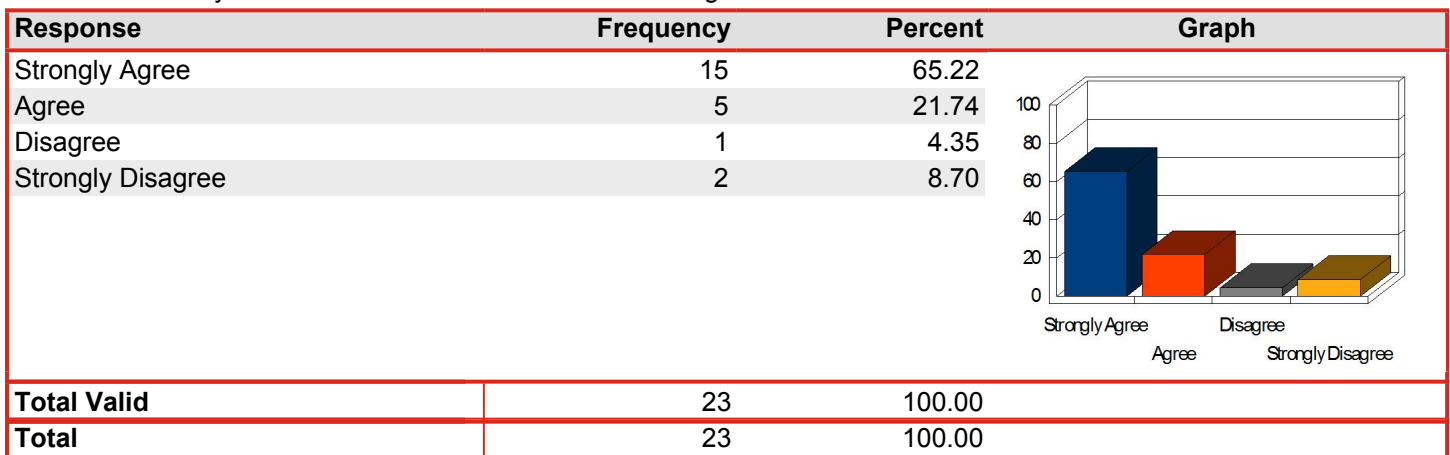 Response Frequency Percent Graph
Strongly Agree 15 65.22
Agree 5 21.74
Disagree 1 4.35
Strongly Disagree 2 8.70
100
80
60
40
20
0
Strongly Agree Disagree
Agree Strongly Disagree
Total Valid 23 100.00
Total 23 100.00